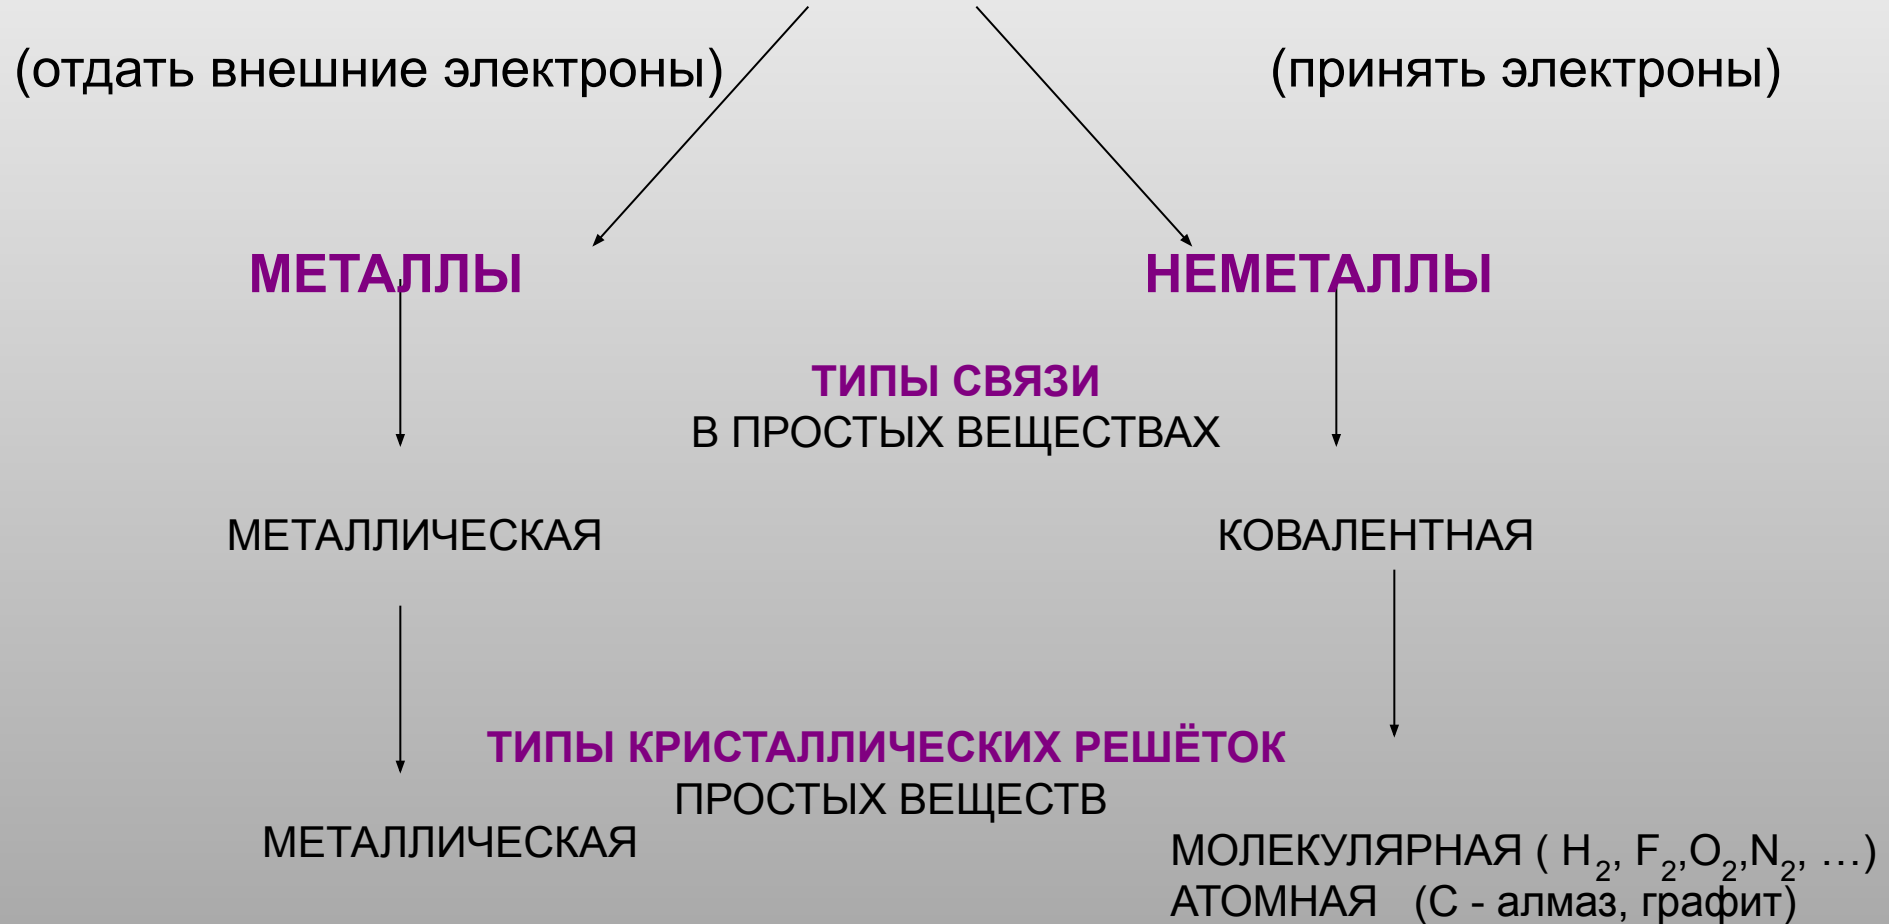 (отдать внешние электроны)
(принять электроны)
МЕТАЛЛЫ
НЕМЕТАЛЛЫ
ТИПЫ СВЯЗИ
В ПРОСТЫХ ВЕЩЕСТВАХ
МЕТАЛЛИЧЕСКАЯ
КОВАЛЕНТНАЯ
ТИПЫ КРИСТАЛЛИЧЕСКИХ РЕШЁТОК
ПРОСТЫХ ВЕЩЕСТВ
МЕТАЛЛИЧЕСКАЯ
МОЛЕКУЛЯРНАЯ ( H₂, F₂,O₂,N₂, …)
АТОМНАЯ (С - алмаз, графит)